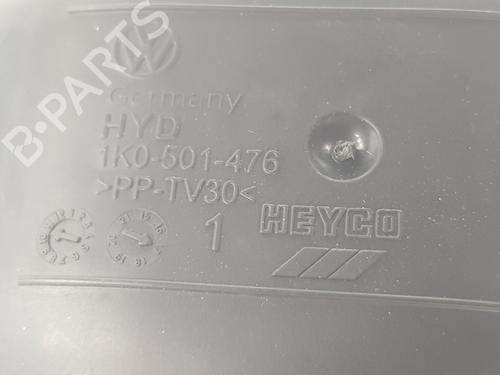 B-PARTS
Germany
HYD
1K0-501-476
>PP-TV30<
1
HEYCO